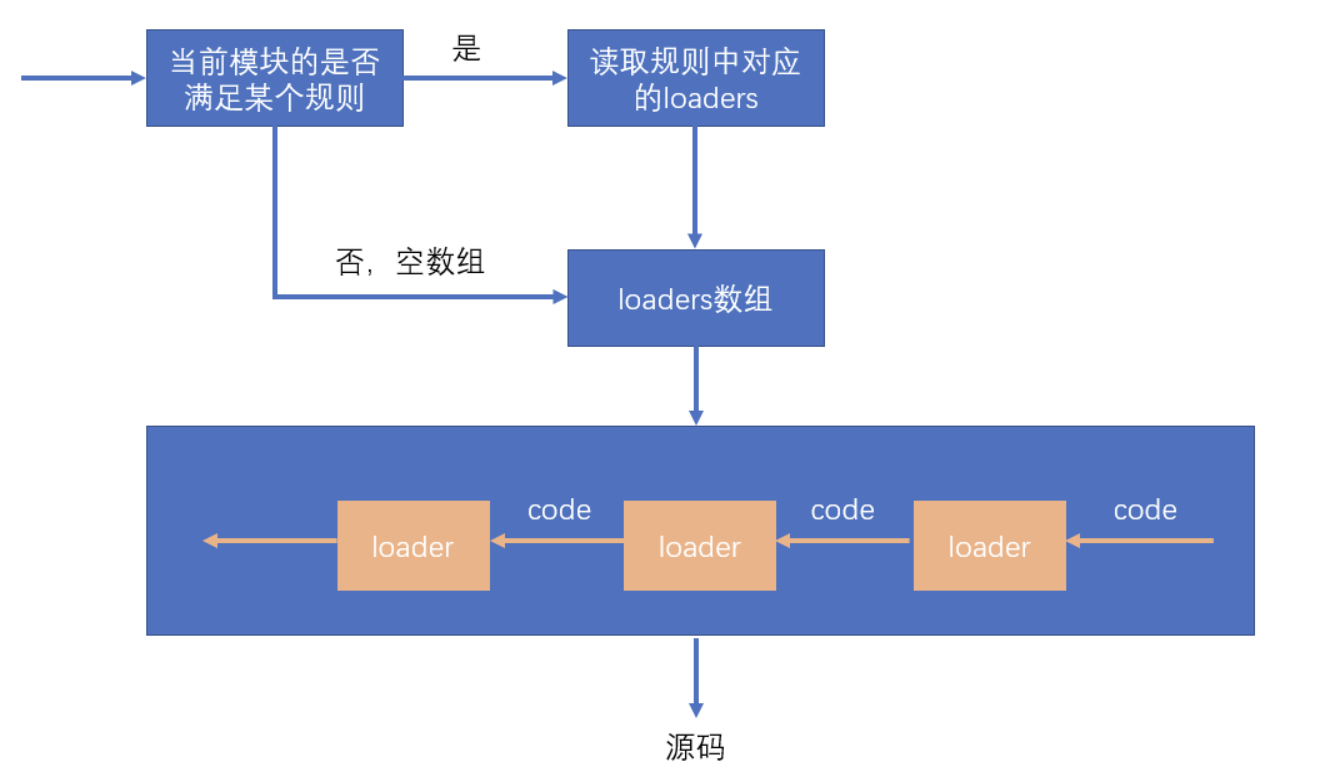 当前模块的是否
满足某个规则
是
读取规则中对应
的loaders
否，空数组
loaders数组
loader
code
loader
code
loader
code
源码